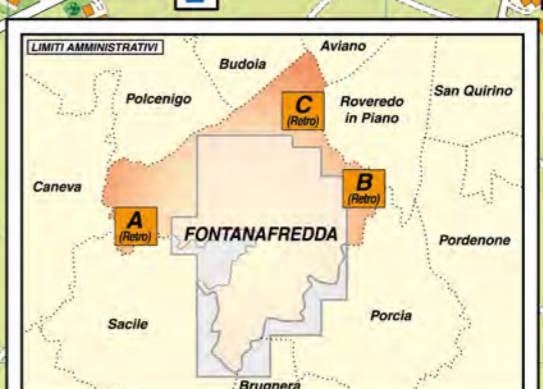 LIMITI AMMINISTRATIVI
Aviano
Budoia
San Quirino
Polcenigo
C
(Retro)
Roveredo
in Piano
Caneva
B
(Retro)
A
(Retro)
FONTANAFREDDA
Pordenone
Sacile
Porcia
Brugnera